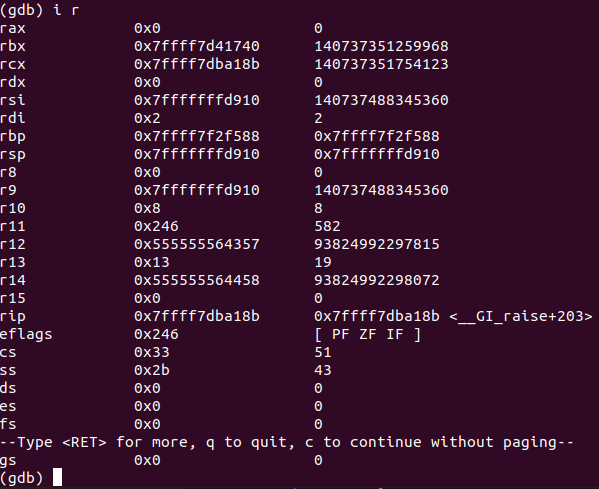 (gdb) i r
rax 0x0 0
rbx 0x7ffff7d41740 140737351259968
rcx 0x7ffff7dba18b 140737351754123
rdx 0x0 0
rsi 0x7fffffffd910 140737488345360
rdi 0x2 2
rbp 0x7ffff7f2f588 0x7ffff7f2f588
rsp 0x7fffffffd910 0x7fffffffd910
r8 0x0 0
r9 0x7fffffffd910 140737488345360
r10 0x8 8
r11 0x246 582
r12 0x555555564357 93824992297815
r13 0x13 19
r14 0x555555564458 93824992298072
r15 0x0 0
rip 0x7ffff7dba18b 0x7ffff7dba18b <__GI_raise+203>
eflags 0x246 [ PF ZF IF ]
cs 0x33 51
ss 0x2b 43
ds 0x0 0
es 0x0 0
fs 0x0 0
--Type <RET> for more, q to quit, c to continue without paging--
gs 0x0 0
(gdb)